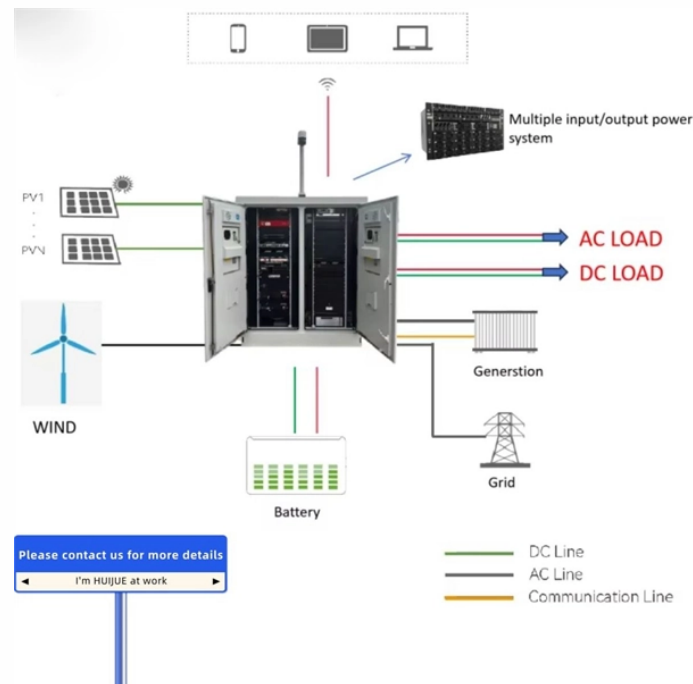 Multiple input/output power
system
PV1
PVN
AC LOAD
DC LOAD
Generstion
WIND
Grid
Battery
Please contact us for more details
I'm HUIJUE at work
DC Line
AC Line
Communication Line